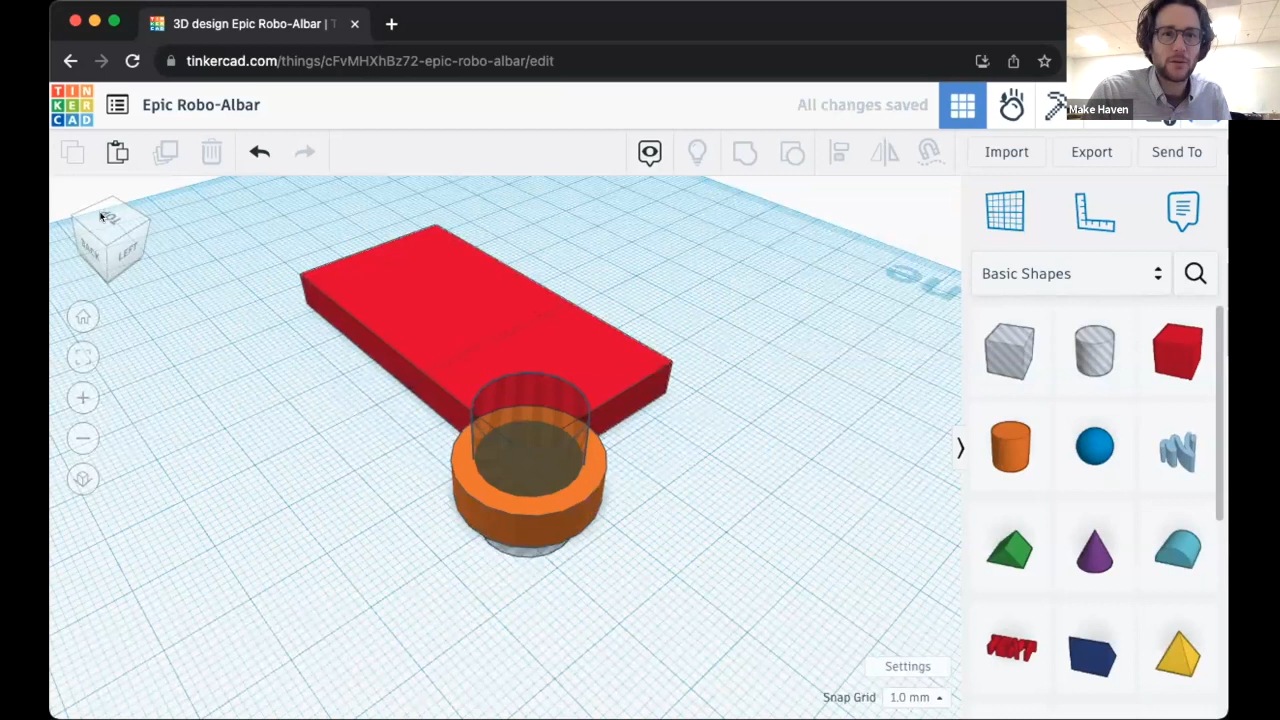 3D design Epic Robo-Albar | T
tinkercad.com/things/cFvMHXhBz72-epic-robo-albar/edit
Make Haven
TIN
KER
CAD
Epic Robo-Albar
All changes saved
Import
Export
Send To
TOP
BACK
LEFT
Basic Shapes
TEXT
Settings
Snap Grid
1.0 mm